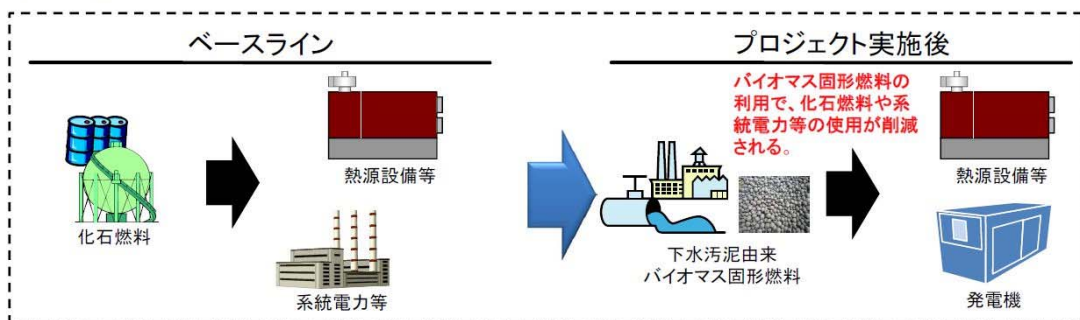 ベースライン
熱源設備等
化石燃料
系統電力等
プロジェクト実施後
バイオマス固形燃料の
利用で、化石燃料や系
統電力等の使用が削減
される。
下水汚泥由来
バイオマス固形燃料
熱源設備等
発電機